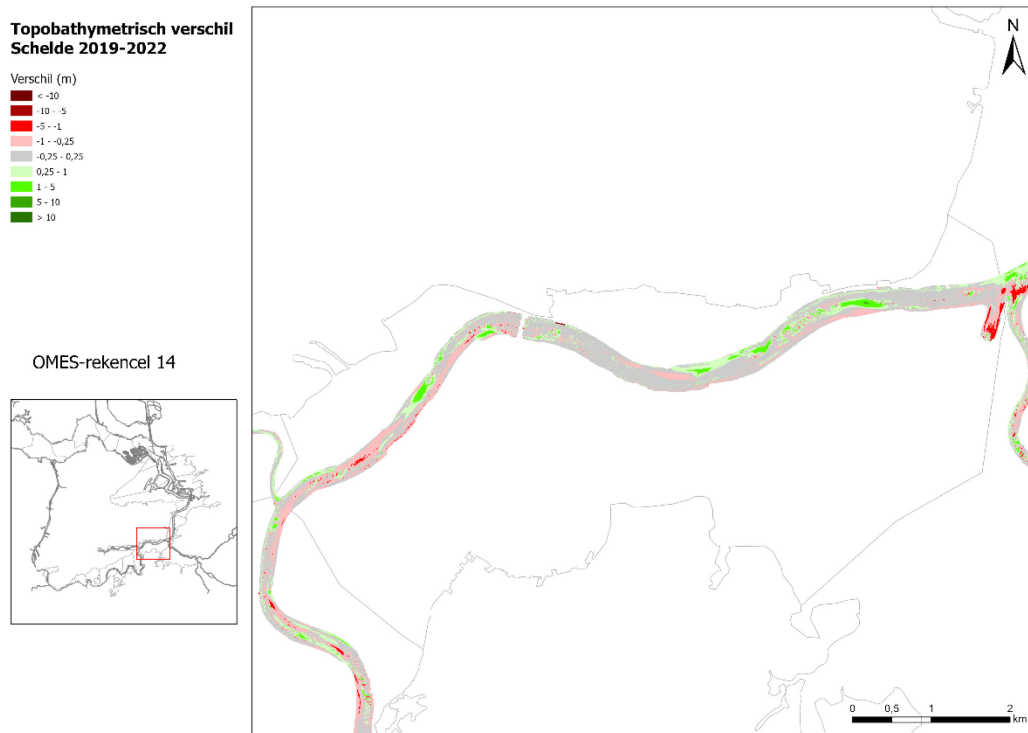 Topobathymetrisch verschil
Schelde 2019-2022
Verschil (m)
< -10
-10 - -5
-5 - -1
-1 - -0,25
-0,25 - 0,25
0,25 - 1
1 - 5
5 - 10
> 10
OMES-rekencel 14
N
0 0,5 1 2
km